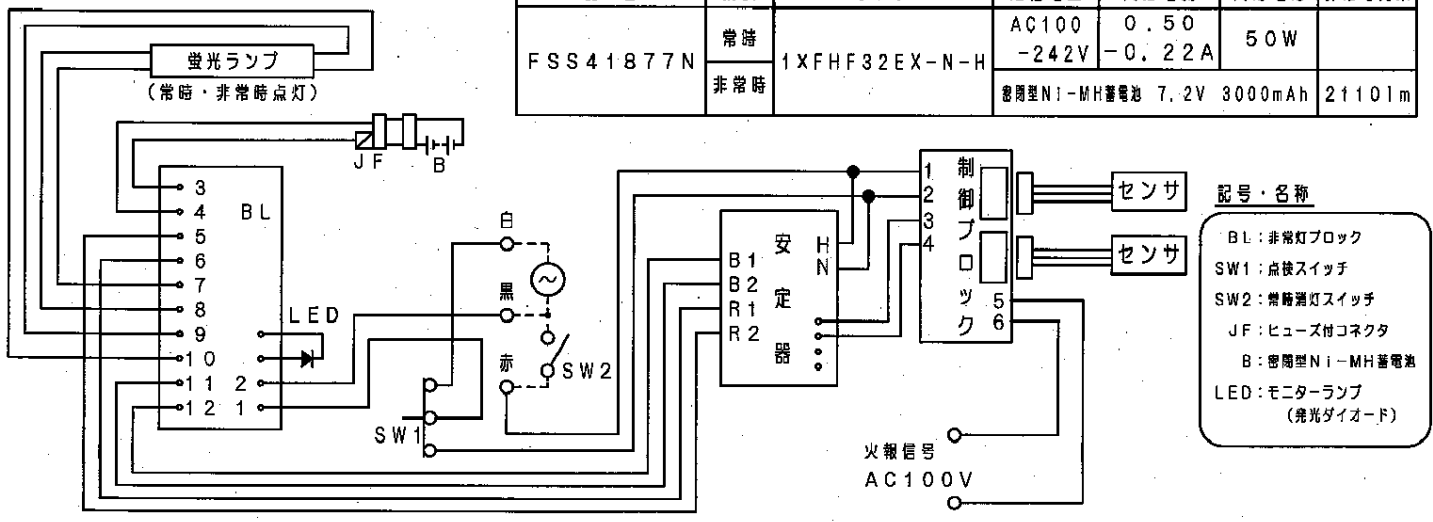 FSS41877N
常時
非常時
1XFHF32EX-N-H
AC100
-242V
0.50
-0.22A
50W
密閉型Ni-MH蓄電池 7.2V 3000mAh
2110lm
蛍光ランプ
(常時・非常時点灯)
JF
B
BL
3
4
5
6
7
8
9
10
11
12
2
1
LED
白
黒
赤
SW1
SW2
安定器
B1
B2
R1
R2
H
N
制御ブロック
1
2
3
4
5
6
センサ
センサ
火報信号
AC100V
記号・名称
BL:非常灯ブロック
SW1:点検スイッチ
SW2:常時消灯スイッチ
JF:ヒューズ付コネクタ
B:密閉型Ni-MH蓄電池
LED:モニターランプ
(発光ダイオード)